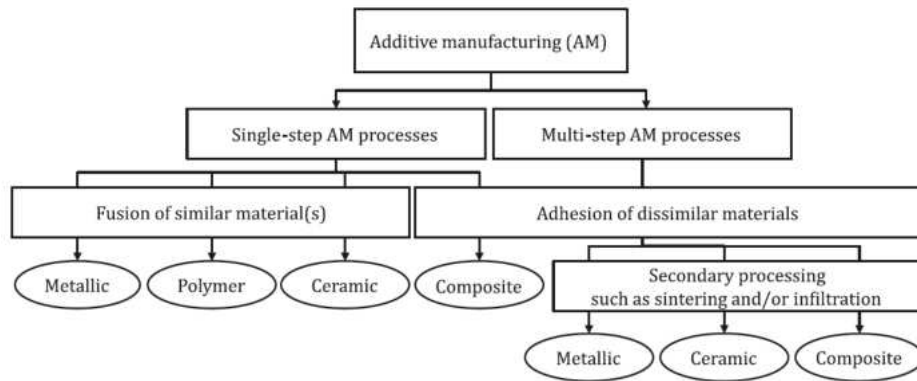 Additive manufacturing (AM)
Single-step AM processes
Multi-step AM processes
Fusion of similar material(s)
Adhesion of dissimilar materials
Metallic
Polymer
Ceramic
Composite
Secondary processing
such as sintering and/or infiltration
Metallic
Ceramic
Composite